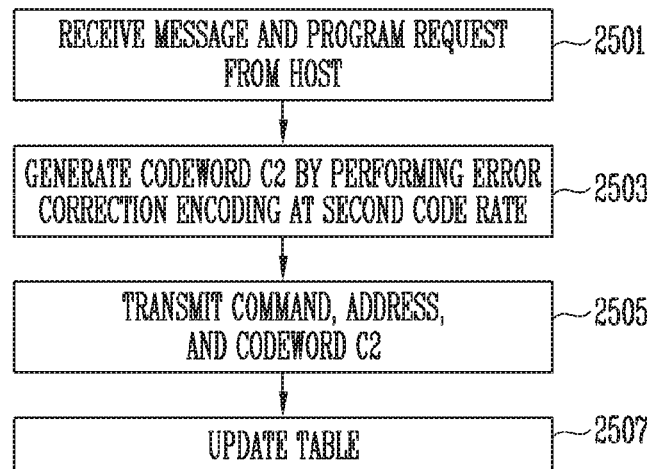 RECEIVE MESSAGE AND PROGRAM REQUEST
FROM HOST
2501
GENERATE CODEWORD C2 BY PERFORMING ERROR
CORRECTION ENCODING AT SECOND CODE RATE
2503
TRANSMIT COMMAND, ADDRESS,
AND CODEWORD C2
2505
UPDATE TABLE
2507